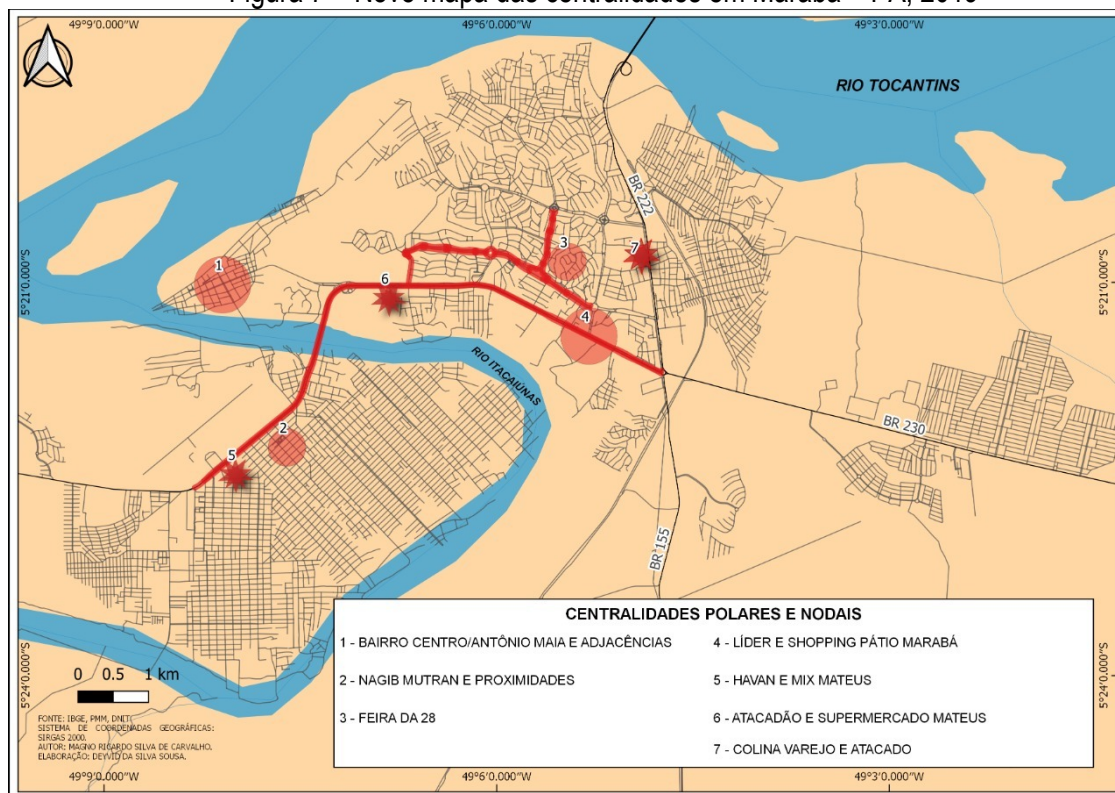 49°9'0.000"W 49°6'0.000"W 49°3'0.000"W
RIO TOCANTINS
BR 222
3
7
1
6
5°21'0.000"S 5°21'0.000"S
4
RIO ITACAIÚNAS
2
BR 230
5
BR 155
CENTRALIDADES POLARES E NODAIS
1 - BAIRRO CENTRO/ANTÔNIO MAIA E ADJACÊNCIAS
2 - NAGIB MUTRAN E PROXIMIDADES
3 - FEIRA DA 28
4 - LÍDER E SHOPPING PÁTIO MARABÁ
5 - HAVAN E MIX MATEUS
6 - ATACADÃO E SUPERMERCADO MATEUS
7 - COLINA VAREJO E ATACADO
5°24'0.000"S 5°24'0.000"S
0 0.5 1 km
FONTE: IBGE, PMM, DNIT.
SISTEMA DE COORDENADAS GEOGRÁFICAS:
SIRGAS 2000.
AUTOR: MAGNO RICARDO SILVA DE CARVALHO.
ELABORAÇÃO: DEYVID DA SILVA SOUSA.
49°9'0.000"W 49°6'0.000"W 49°3'0.000"W